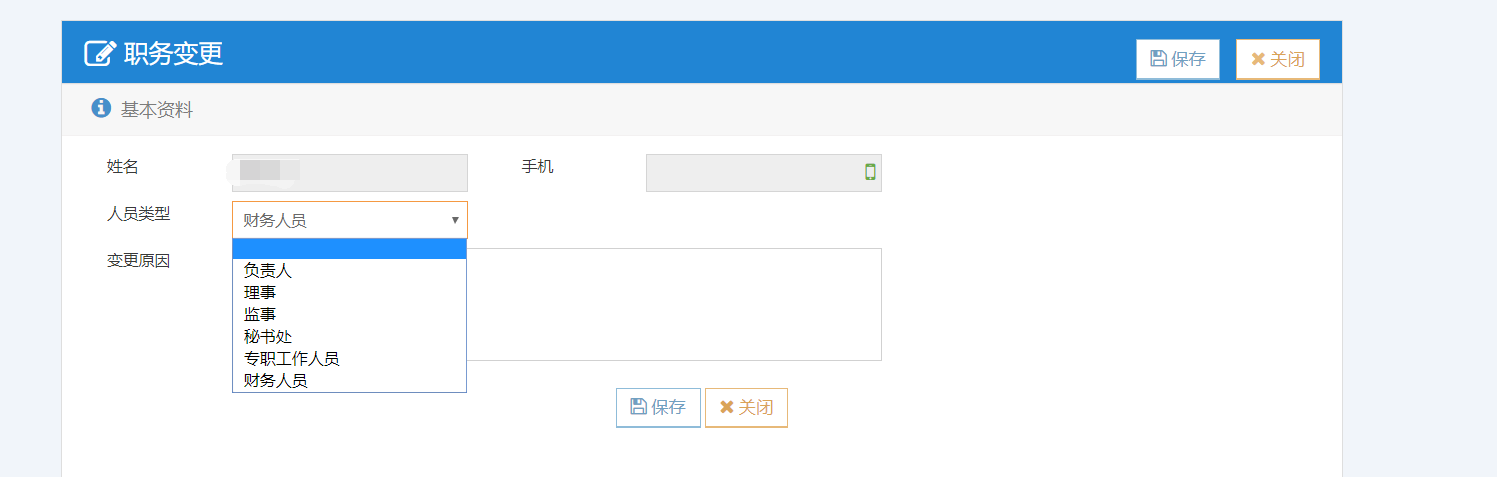 职务变更
保存
关闭
基本资料
姓名
手机
人员类型
财务人员
变更原因
负责人
理事
监事
秘书处
专职工作人员
财务人员
保存
关闭